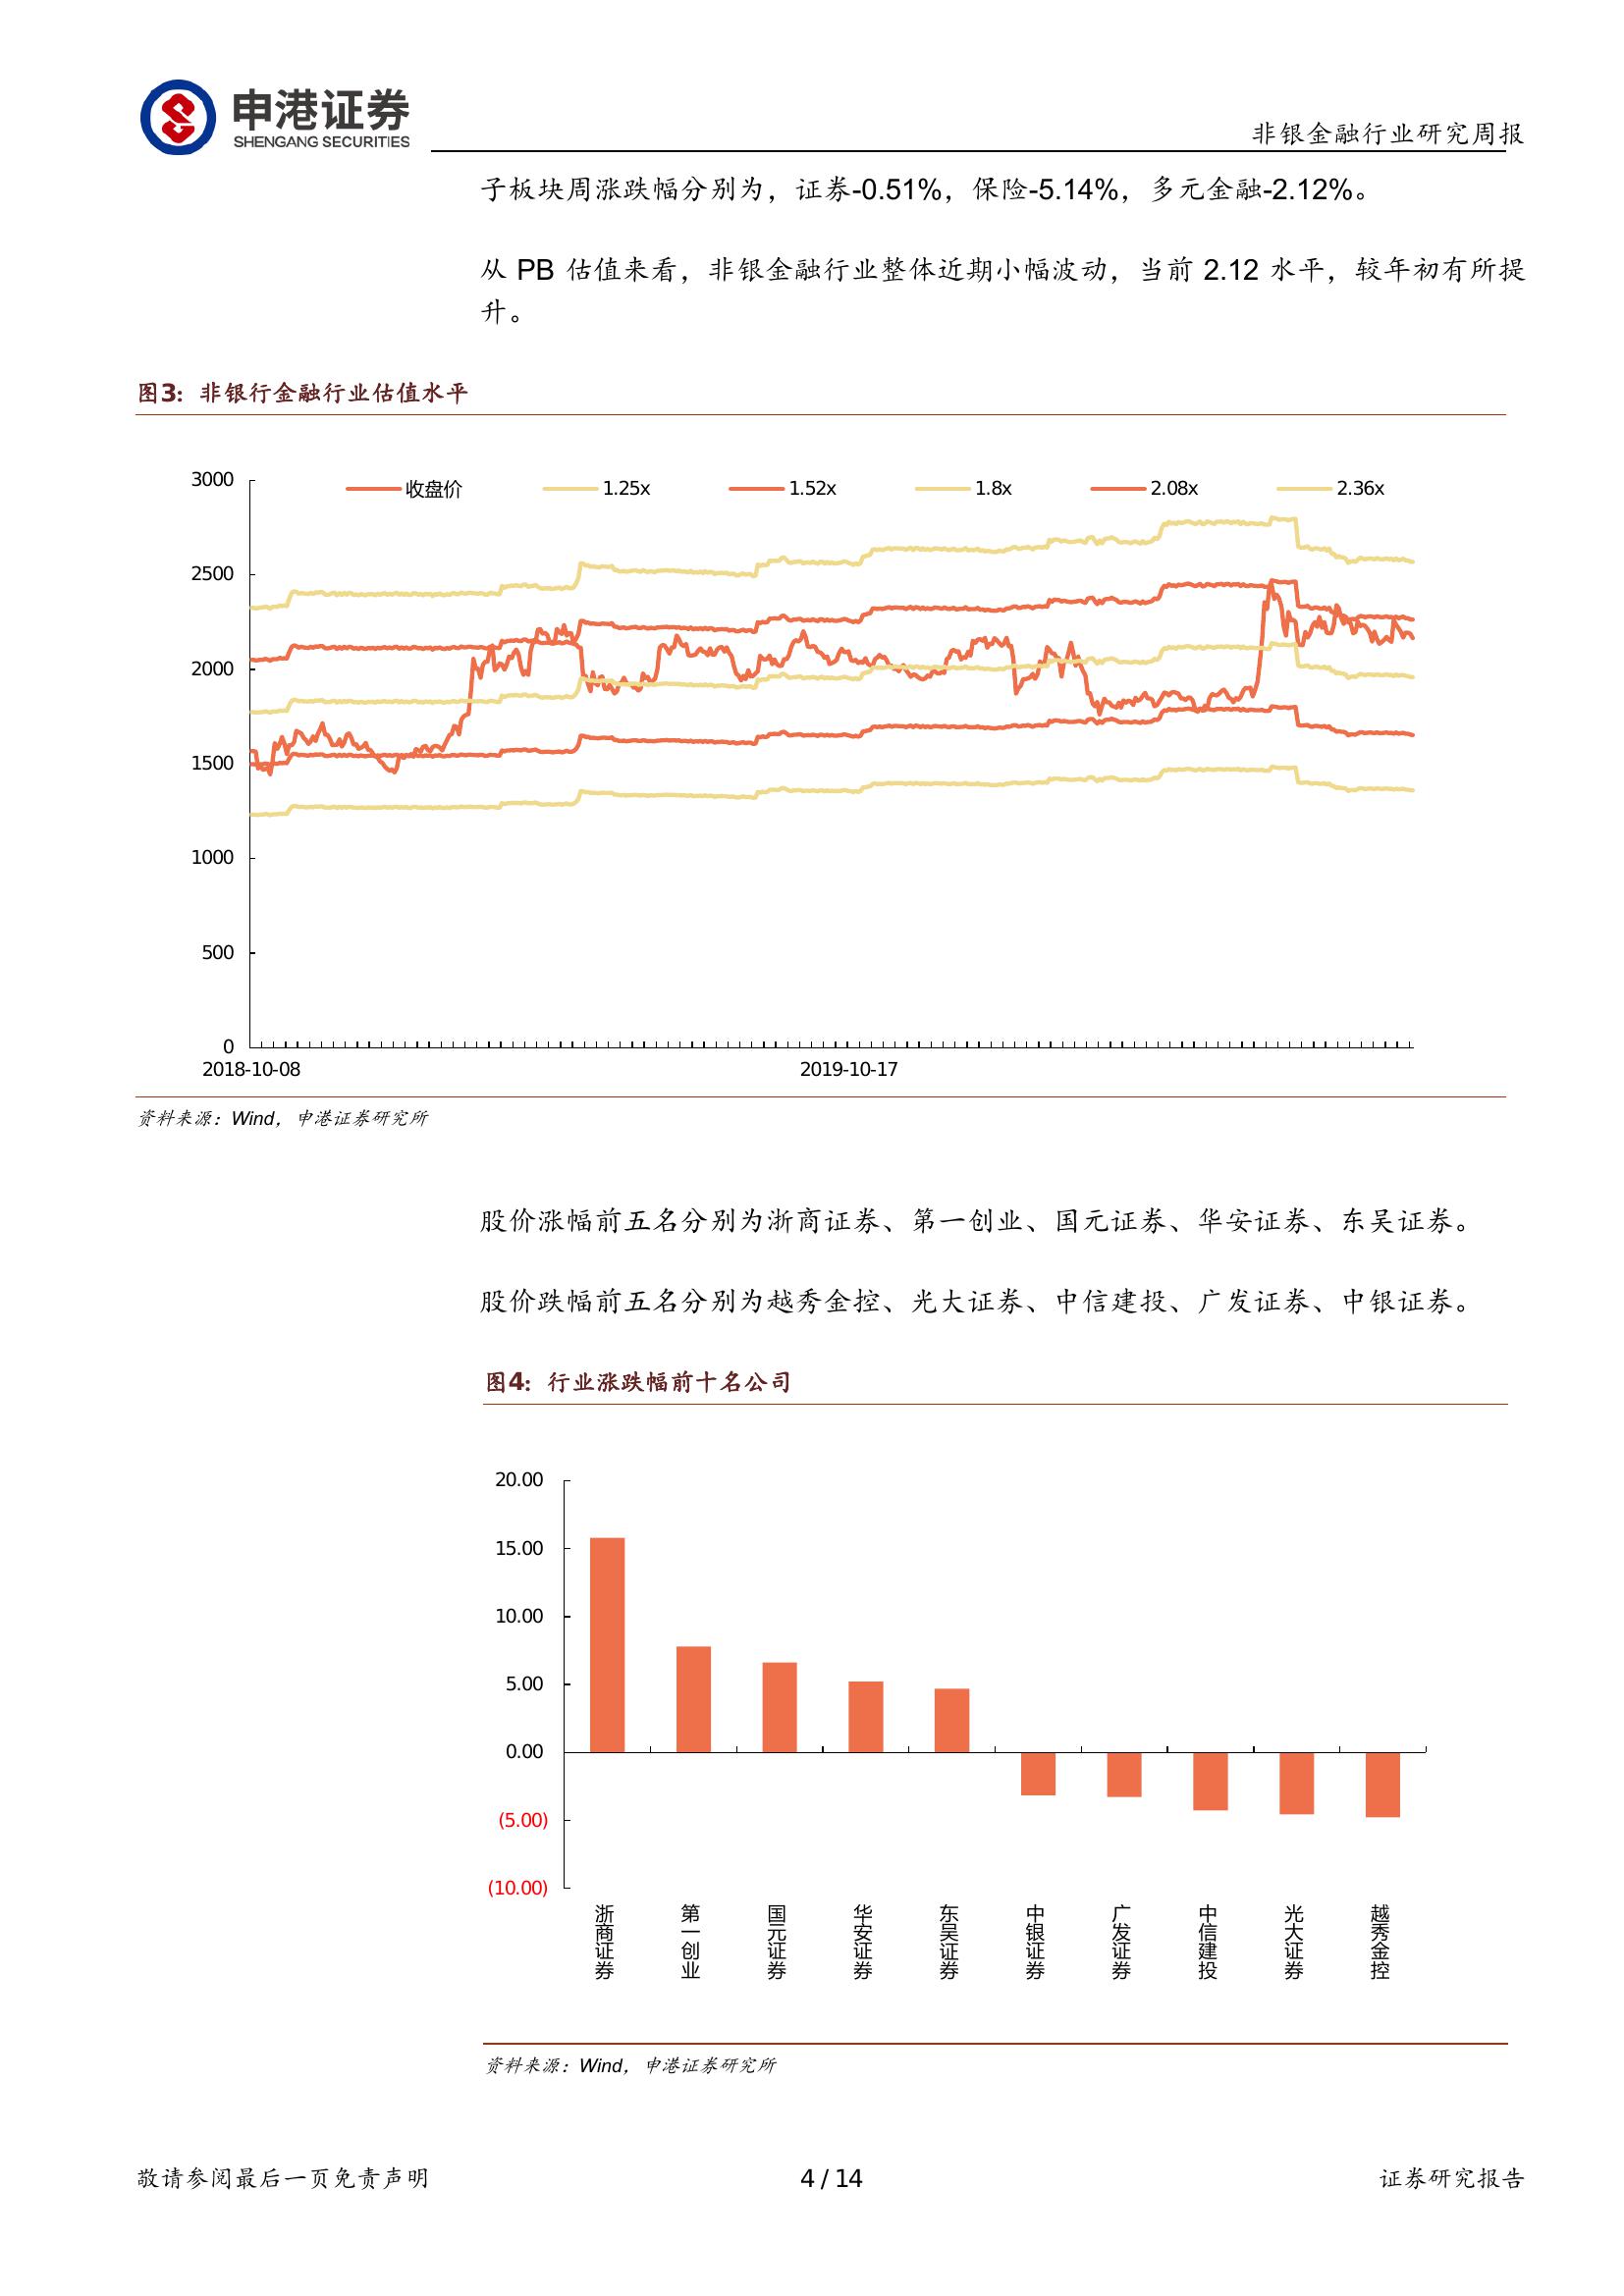 申港证券
SHENGANG SECURITIES
非银金融行业研究周报
子板块周涨跌幅分别为，证券-0.51%，保险-5.14%，多元金融-2.12%。
从 PB 估值来看，非银金融行业整体近期小幅波动，当前 2.12 水平，较年初有所提
升。
图3：非银行金融行业估值水平
收盘价 1.25x 1.52x 1.8x 2.08x 2.36x
3000
2500
2000
1500
1000
500
0
2018-10-08 2019-10-17
资料来源：Wind，申港证券研究所
股价涨幅前五名分别为浙商证券、第一创业、国元证券、华安证券、东吴证券。
股价跌幅前五名分别为越秀金控、光大证券、中信建投、广发证券、中银证券。
图4：行业涨跌幅前十名公司
20.00
15.00
10.00
5.00
0.00
(5.00)
(10.00)
浙商证券
第一创业
国元证券
华安证券
东吴证券
中银证券
广发证券
中信建投
光大证券
越秀金控
资料来源：Wind，申港证券研究所
敬请参阅最后一页免责声明 4 / 14 证券研究报告